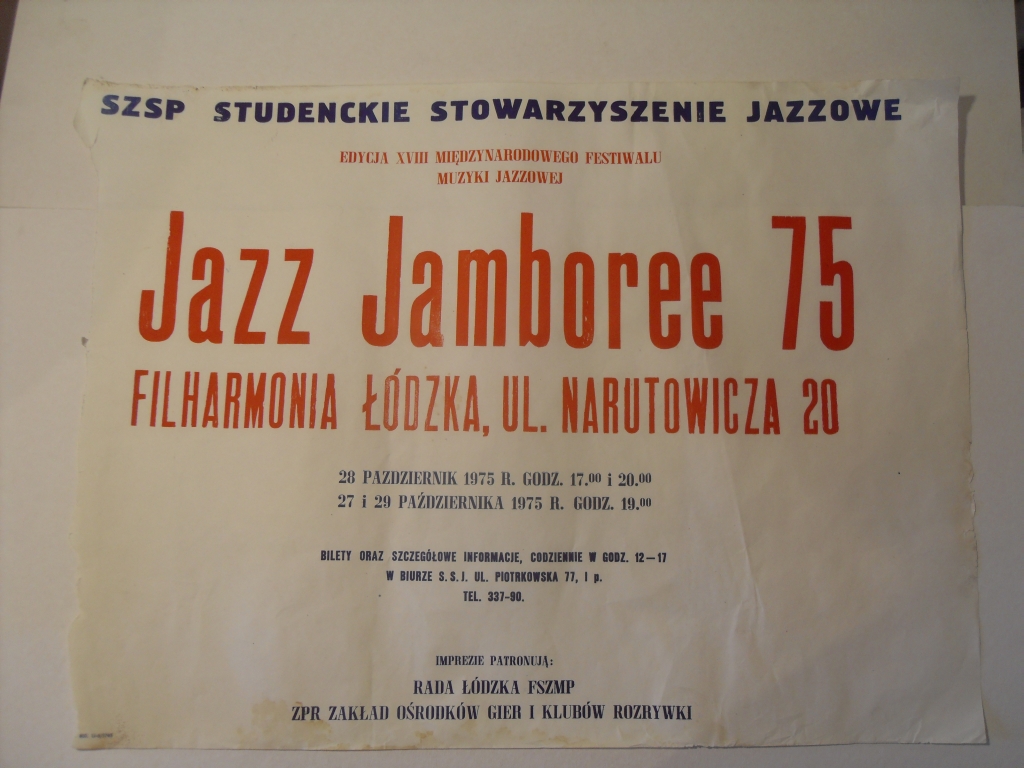 SZSP STUDENCKIE STOWARZYSZENIE JAZZOWE
EDYCJA XVIII MIĘDZYNARODOWEGO FESTIWALU
MUZYKI JAZZOWEJ
Jazz Jamboree 75
FILHARMONIA ŁÓDZKA, UL. NARUTOWICZA 20
28 PAZDZIERNIK 1975 R. GODZ. 17.00 i 20.00
27 i 29 PAŹDZIERNIKA 1975 R. GODZ. 19.00
BILETY ORAZ SZCZEGÓŁOWE INFORMACJE, CODZIENNIE W GODZ. 12—17
W BIURZE S.S.J. UL. PIOTRKOWSKA 77, I p.
TEL. 337-90.
IMPREZIE PATRONUJĄ:
RADA ŁÓDZKA FSZMP
ZPR ZAKŁAD OŚRODKÓW GIER I KLUBÓW ROZRYWKI